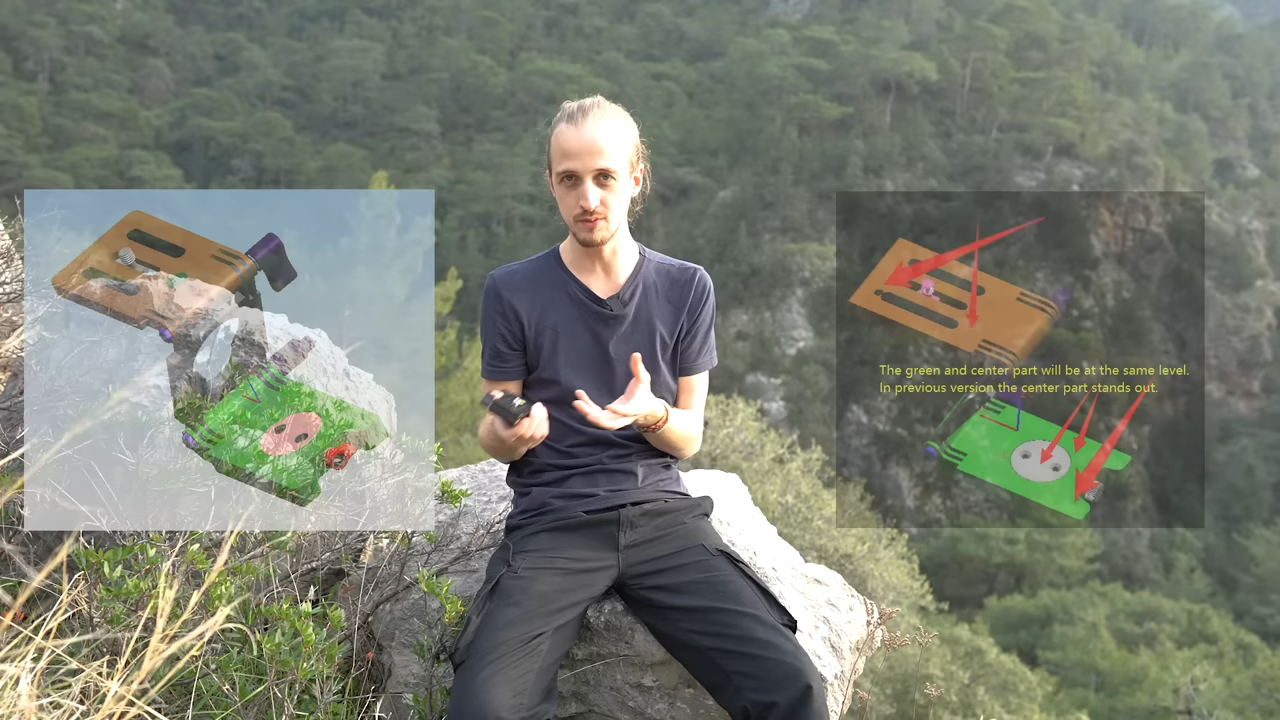 The green and center part will be at the same level.
In previous version the center part stands out.